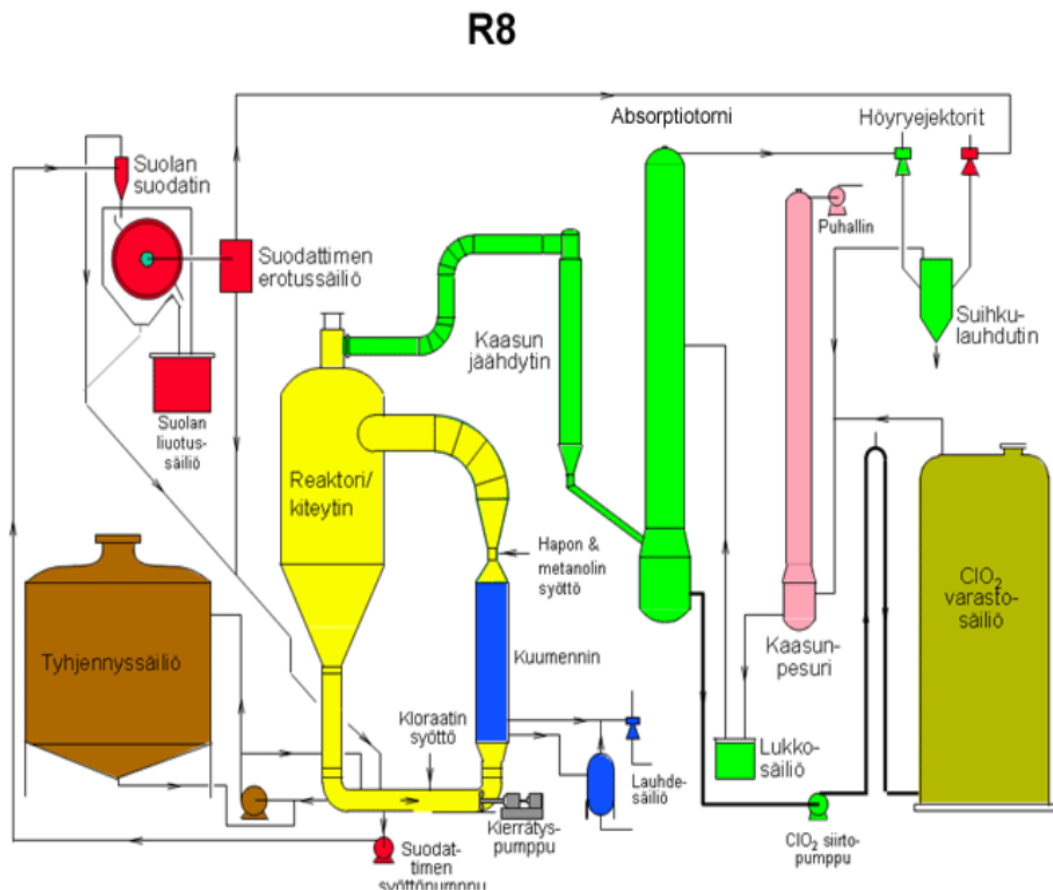 R8
Absorptiotorni
Höyryejektorit
Suolan
suodatin
Puhallin
Suodattimen
erotussäiliö
Suihku-
lauhdutin
Kaasun
jäähdytin
Suolan
liuotus-
säiliö
Reaktori/
kiteytin
Hapon &
metanolin
syöttö
ClO₂
varasto-
säiliö
Tyhjennyssäiliö
Kuumennin
Kaasun-
pesuri
Kloraatin
syöttö
Lukko-
säiliö
Lauhde-
säiliö
Kierrätys-
pumppu
ClO₂ siirto-
pumppu
Suodat-
timen
syöttöpumppu